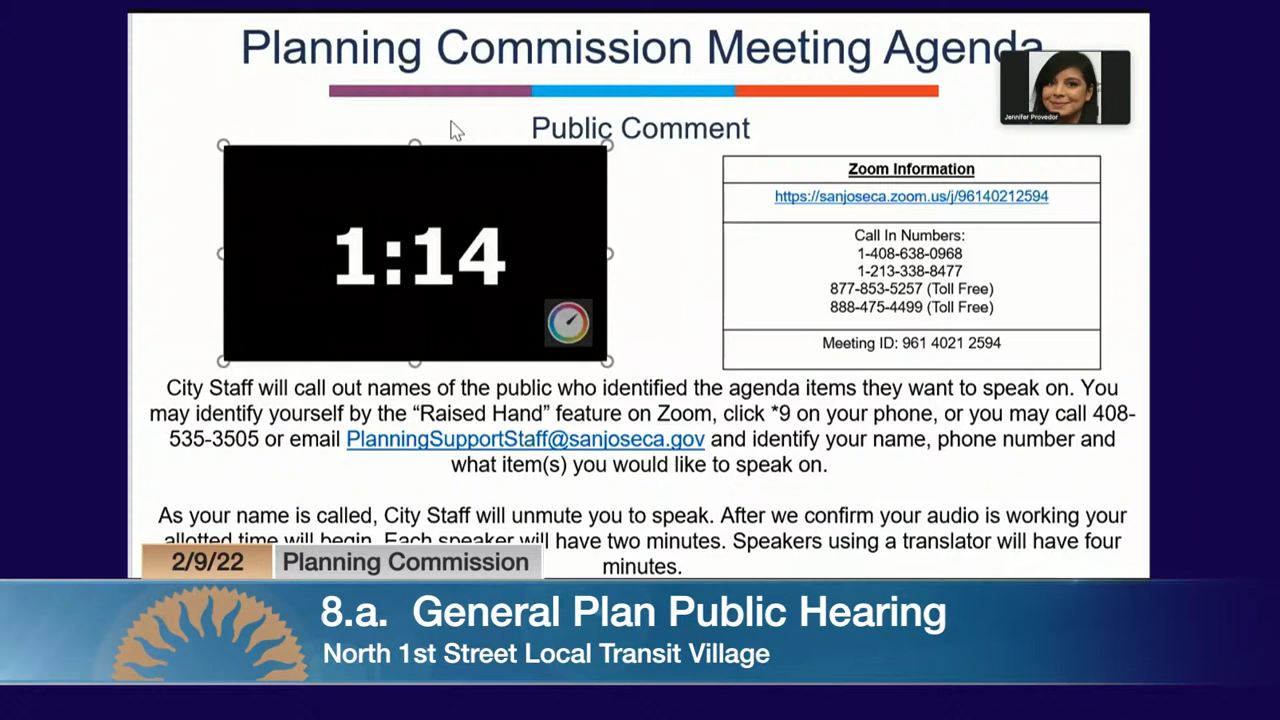 Planning Commission Meeting Agenda
Jennifer Provedor
Public Comment
1:14
Zoom Information
https://sanjoseca.zoom.us/j/96140212594
Call In Numbers:
1-408-638-0968
1-213-338-8477
877-853-5257 (Toll Free)
888-475-4499 (Toll Free)
Meeting ID: 961 4021 2594
City Staff will call out names of the public who identified the agenda items they want to speak on. You
may identify yourself by the “Raised Hand” feature on Zoom, click *9 on your phone, or you may call 408-
535-3505 or email PlanningSupportStaff@sanjoseca.gov and identify your name, phone number and
what item(s) you would like to speak on.
As your name is called, City Staff will unmute you to speak. After we confirm your audio is working your
allotted time will begin. Each speaker will have two minutes. Speakers using a translator will have four
minutes.
2/9/22 Planning Commission
8.a. General Plan Public Hearing
North 1st Street Local Transit Village